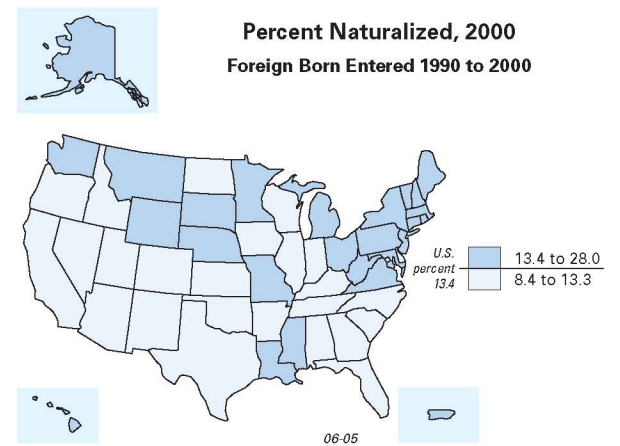 Percent Naturalized, 2000
Foreign Born Entered 1990 to 2000
U.S.
percent
13.4
13.4 to 28.0
8.4 to 13.3
06-05